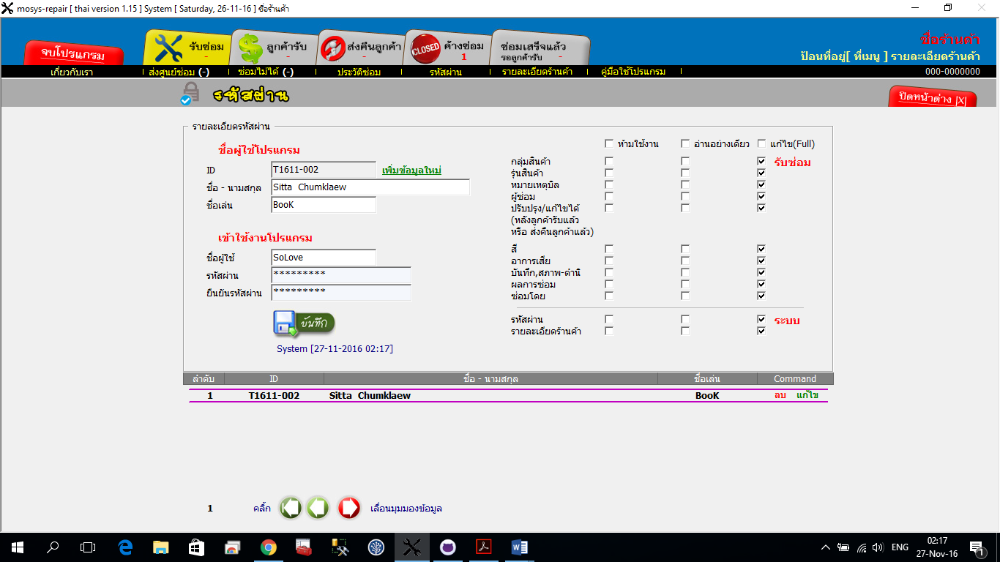 mosys-repair [ thai version 1.15 ] System [ Saturday, 26-11-16 ] ชื่อร้านค้า
จบโปรแกรม
รับซ่อม
-
ลูกค้ารับ
-
ส่งคืนลูกค้า
-
CLOSED
ค้างซ่อม
1
ซ่อมเสร็จแล้ว
รอลูกค้ารับ -
ชื่อร้านค้า
ป้อนที่อยู่[ ที่เมนู ] รายละเอียดร้านค้า
เกี่ยวกับเรา | ส่งศูนย์ซ่อม (-) | ซ่อมไม่ได้ (-) | ประวัติซ่อม | รหัสผ่าน | รายละเอียดร้านค้า | คู่มือใช้โปรแกรม | 000-0000000
รหัสผ่าน
ปิดหน้าต่าง |X|
รายละเอียดรหัสผ่าน
ชื่อผู้ใช้โปรแกรม
ID T1611-002 เพิ่มข้อมูลใหม่
ชื่อ - นามสกุล Sitta Chumklaew
ชื่อเล่น BooK
เข้าใช้งานโปรแกรม
ชื่อผู้ใช้ SoLove
รหัสผ่าน *********
ยืนยันรหัสผ่าน *********
บันทึก
System [27-11-2016 02:17]
ห้ามใช้งาน อ่านอย่างเดียว แก้ไข(Full)
กลุ่มสินค้า รับซ่อม
รุ่นสินค้า
หมายเหตุบิล
ผู้ซ่อม
ปรับปรุง/แก้ไขได้
(หลังลูกค้ารับแล้ว
หรือ ส่งคืนลูกค้าแล้ว)
สี
อาการเสีย
บันทึก,สภาพ-ตำนิ
ผลการซ่อม
ซ่อมโดย
รหัสผ่าน ระบบ
รายละเอียดร้านค้า
ลำดับ ID ชื่อ - นามสกุล ชื่อเล่น Command
1 T1611-002 Sitta Chumklaew BooK ลบ แก้ไข
1 คลิ๊ก เลื่อนมุมมองข้อมูล
ENG
02:17
27-Nov-16
1